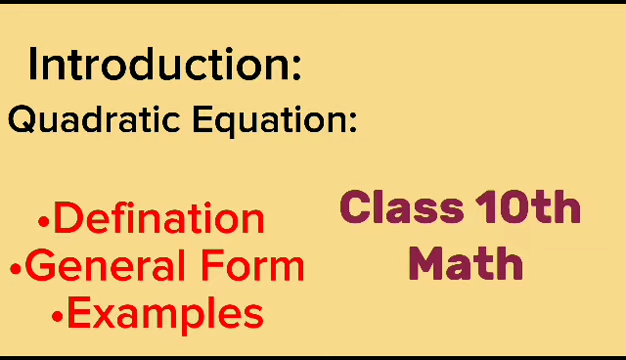 Introduction:
Quadratic Equation:
•Defination
•General Form
•Examples
Class 10th
Math